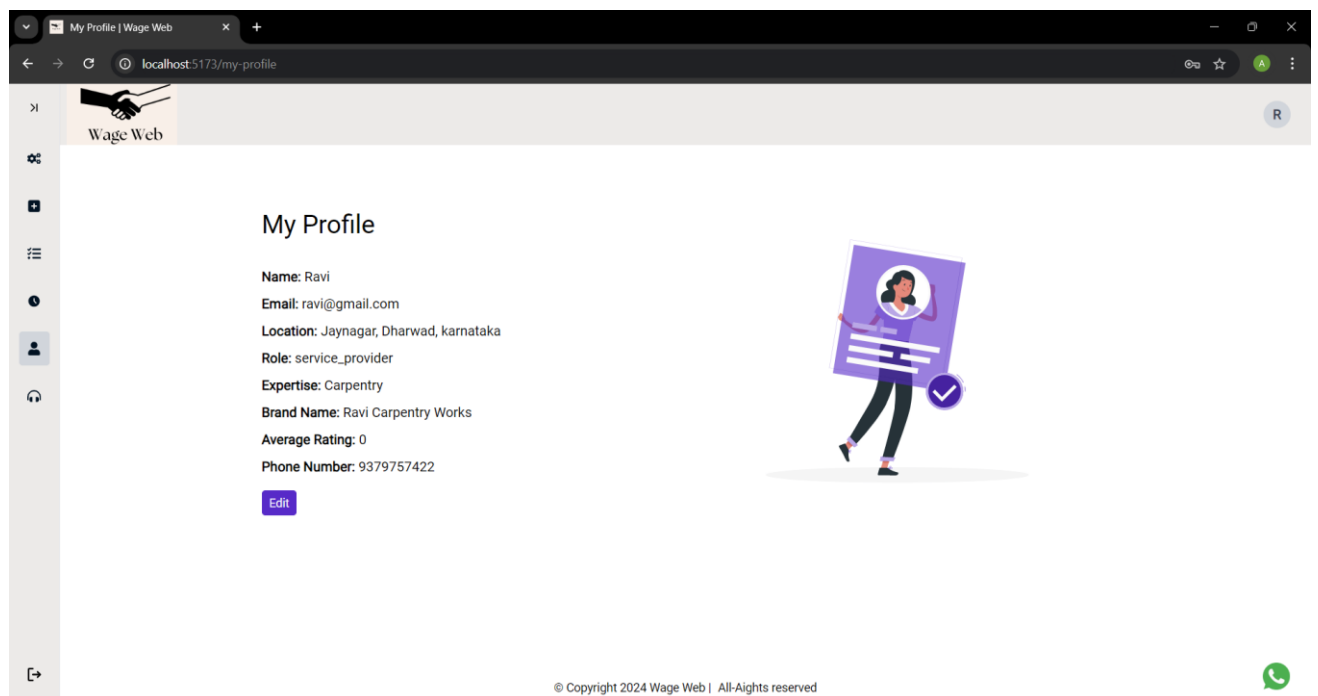 My Profile | Wage Web
localhost:5173/my-profile
A
Wage Web
R
My Profile
Name: Ravi
Email: ravi@gmail.com
Location: Jaynagar, Dharwad, karnataka
Role: service_provider
Expertise: Carpentry
Brand Name: Ravi Carpentry Works
Average Rating: 0
Phone Number: 9379757422
Edit
© Copyright 2024 Wage Web | All-Aights reserved